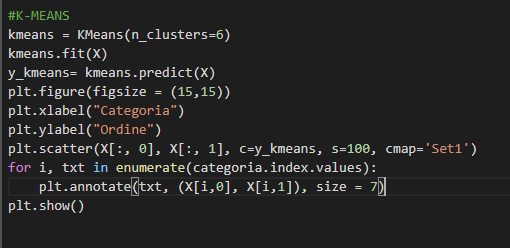 #K-MEANS
kmeans = KMeans(n_clusters=6)
kmeans.fit(X)
y_kmeans= kmeans.predict(X)
plt.figure(figsize = (15,15))
plt.xlabel("Categoria")
plt.ylabel("Ordine")
plt.scatter(X[:, 0], X[:, 1], c=y_kmeans, s=100, cmap='Set1')
for i, txt in enumerate(categoria.index.values):
    plt.annotate(txt, (X[i,0], X[i,1]), size = 7)
plt.show()